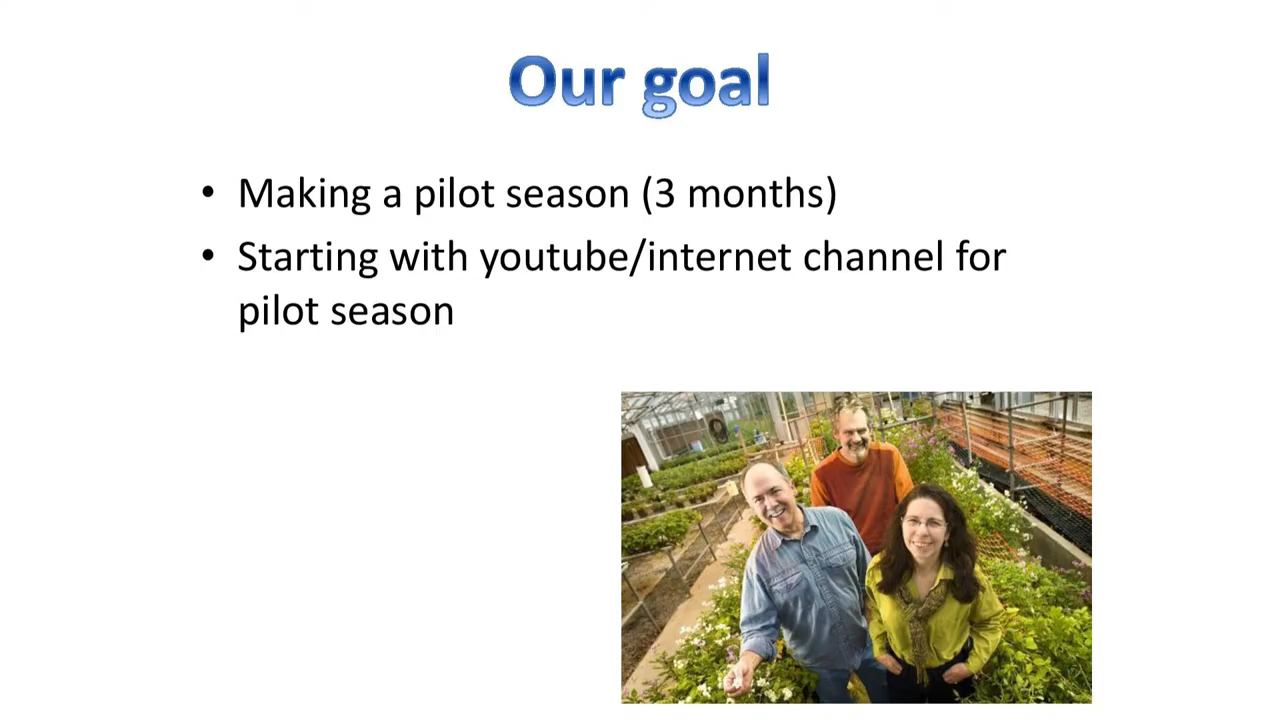 Our goal
• Making a pilot season (3 months)
• Starting with youtube/internet channel for
pilot season